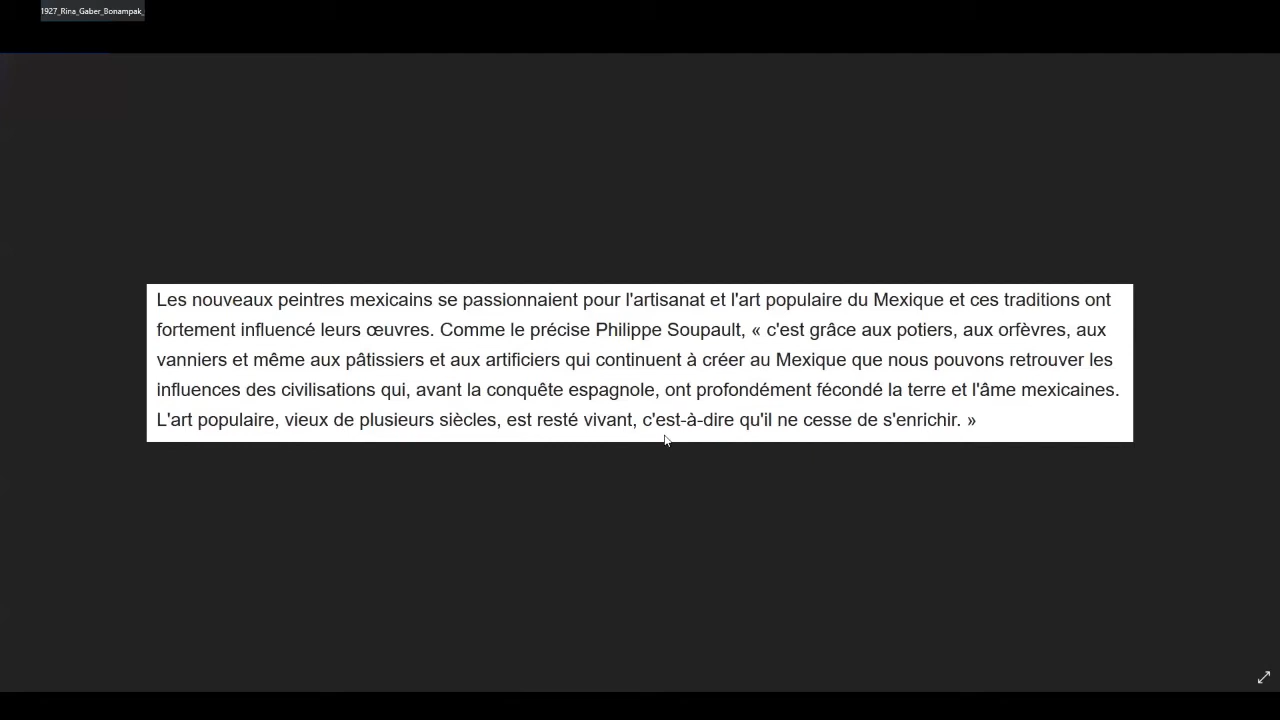 1927_Rina_Gaber_Bonampak_
Les nouveaux peintres mexicains se passionnaient pour l'artisanat et l'art populaire du Mexique et ces traditions ont
fortement influencé leurs œuvres. Comme le précise Philippe Soupault, « c'est grâce aux potiers, aux orfèvres, aux
vanniers et même aux pâtissiers et aux artificiers qui continuent à créer au Mexique que nous pouvons retrouver les
influences des civilisations qui, avant la conquête espagnole, ont profondément fécondé la terre et l'âme mexicaines.
L'art populaire, vieux de plusieurs siècles, est resté vivant, c'est-à-dire qu'il ne cesse de s'enrichir. »